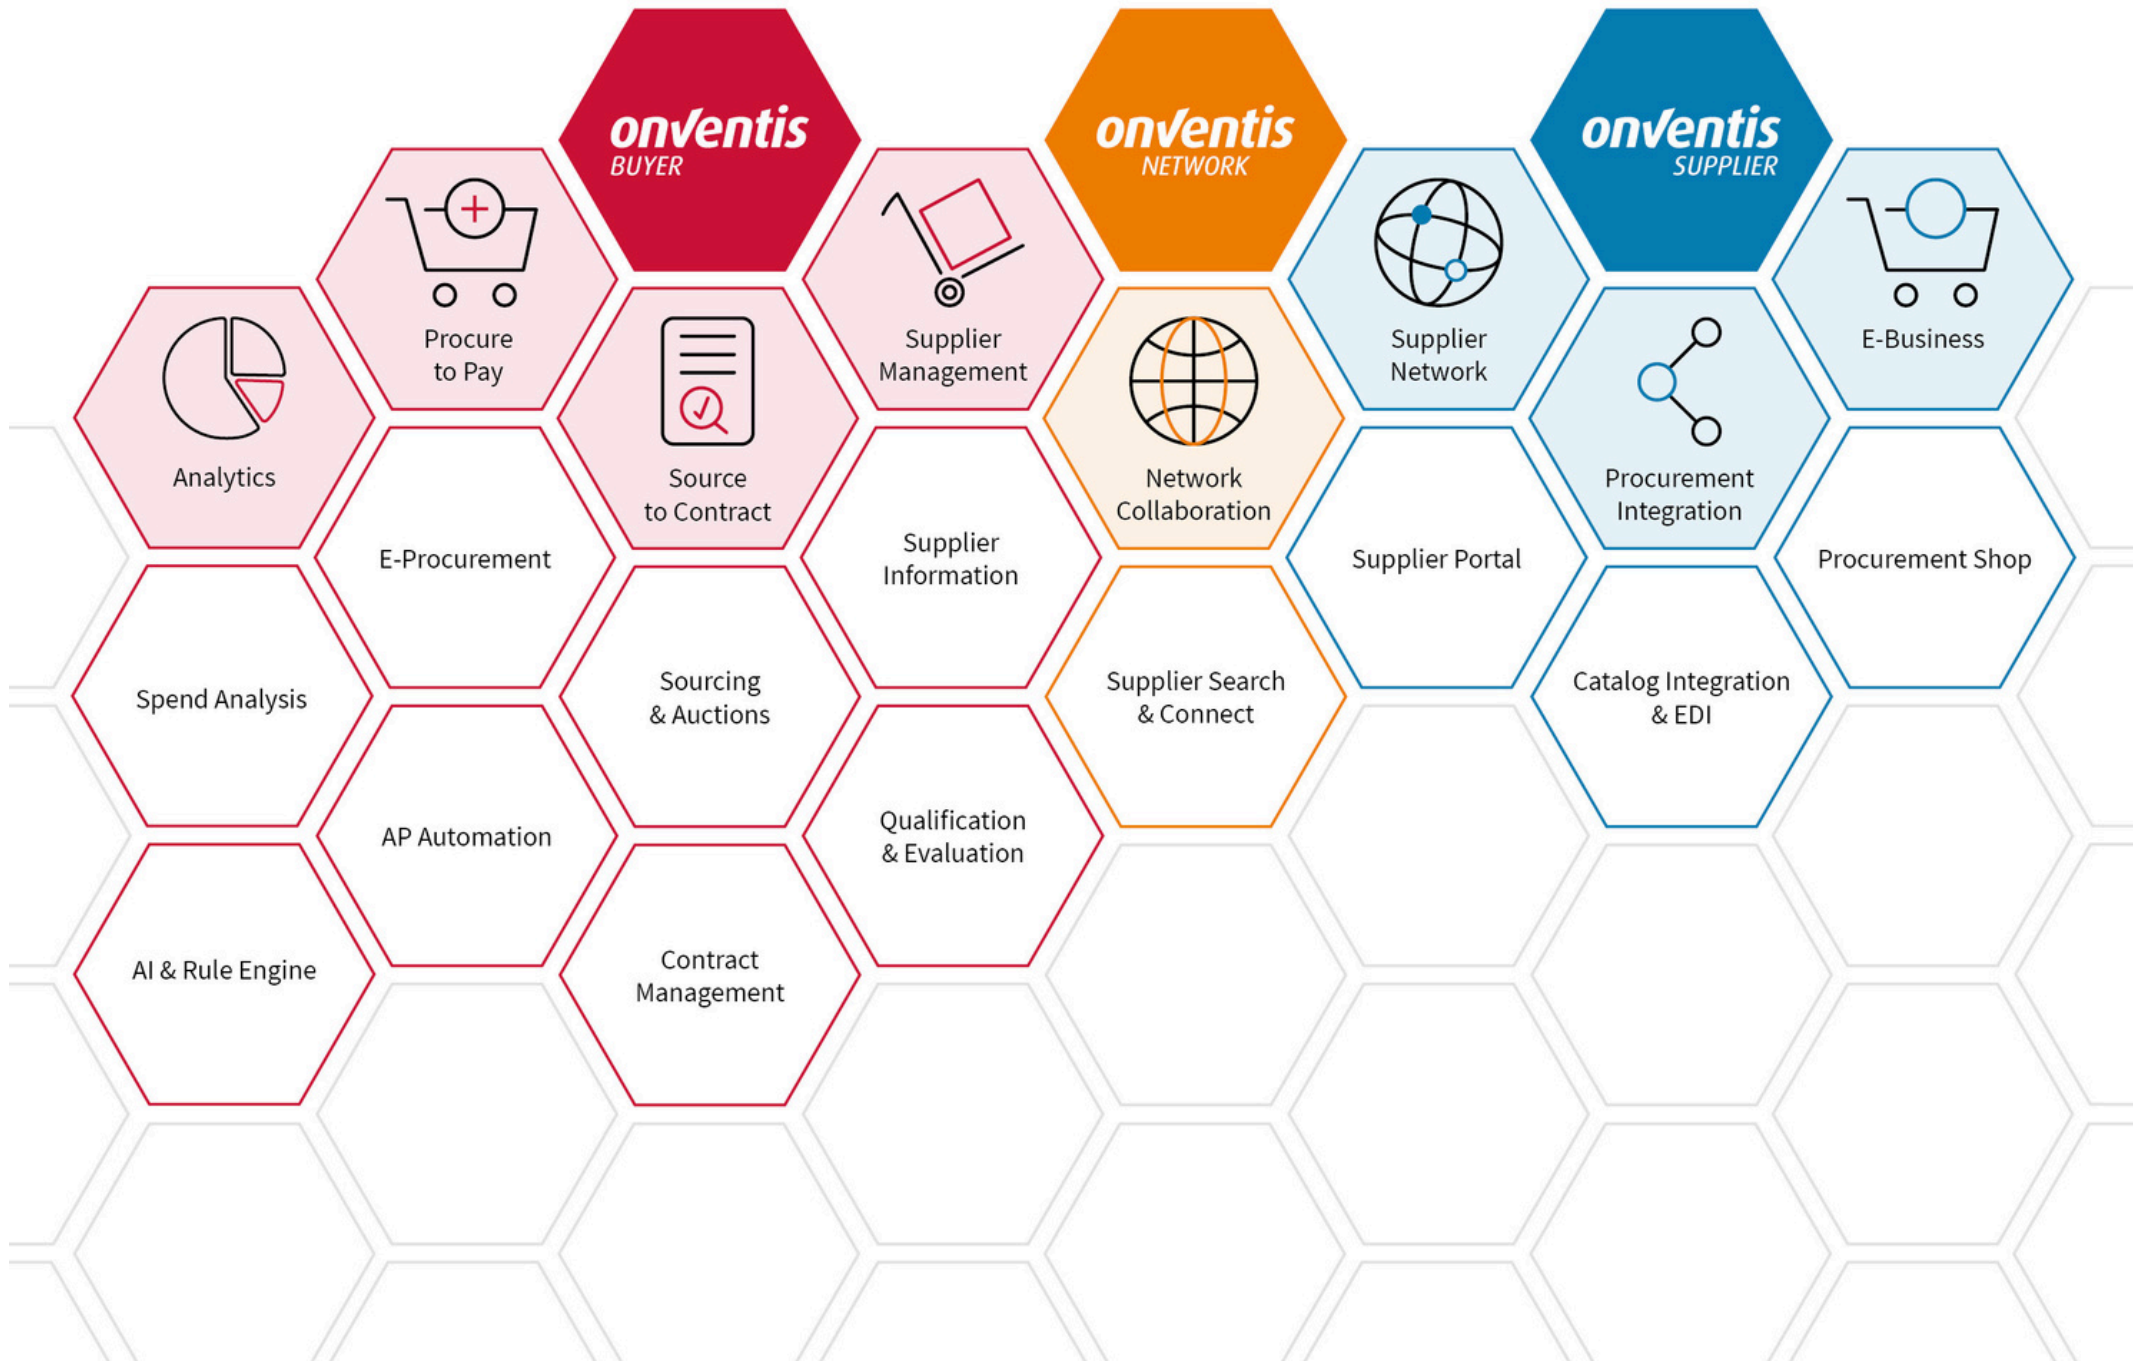 onventis
BUYER
onventis
NETWORK
onventis
SUPPLIER
Analytics
Spend Analysis
AI & Rule Engine
Procure
to Pay
E-Procurement
AP Automation
Source
to Contract
Sourcing
& Auctions
Contract
Management
Supplier
Management
Supplier
Information
Qualification
& Evaluation
Network
Collaboration
Supplier Search
& Connect
Supplier
Network
Supplier Portal
Procurement
Integration
Catalog Integration
& EDI
E-Business
Procurement Shop